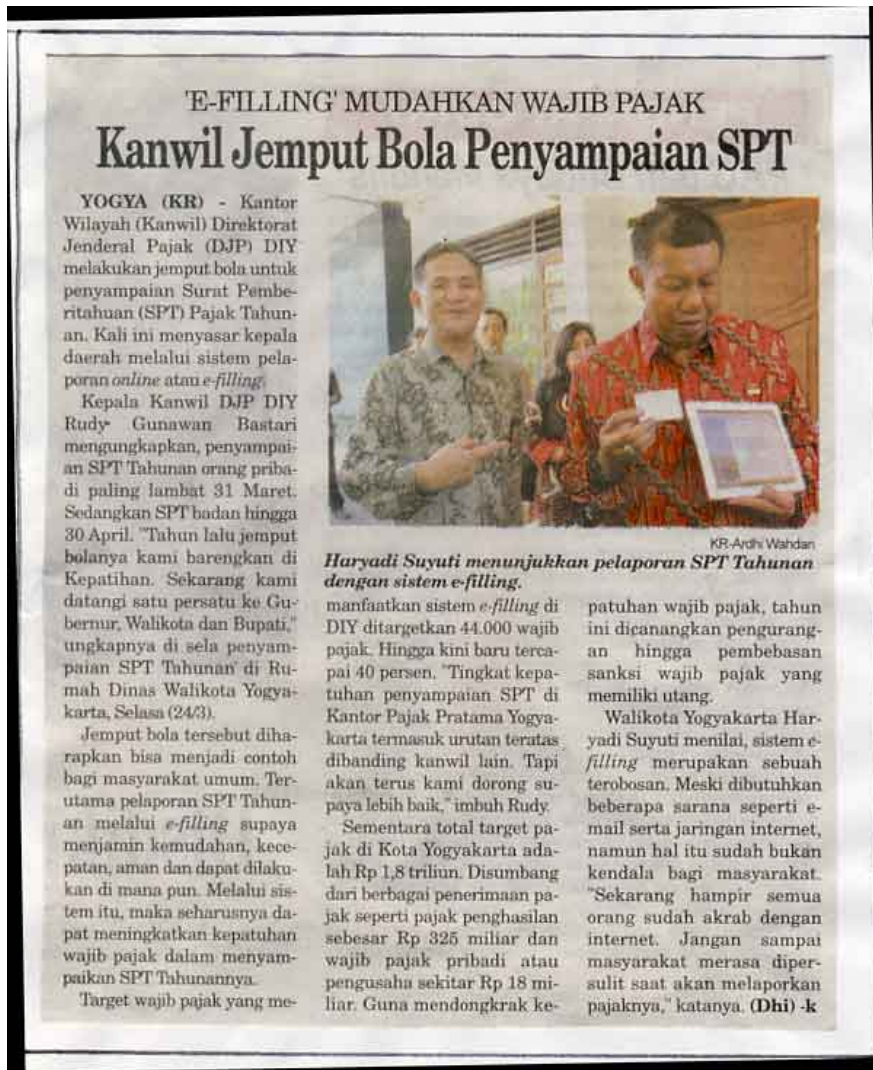 'E-FILLING' MUDAHKAN WAJIB PAJAK
Kanwil Jemput Bola Penyampaian SPT
YOGYA (KR) - Kantor
Wilayah (Kanwil) Direktorat
Jenderal Pajak (DJP) DIY
melakukan jemput bola untuk
penyampaian Surat Pembe-
ritahuan (SPT) Pajak Tahun-
an. Kali ini menyasar kepala
daerah melalui sistem pela-
poran online atau e-filling.
Kepala Kanwil DJP DIY
Rudy Gunawan Bastari
mengungkapkan, penyampai-
an SPT Tahunan orang priba-
di paling lambat 31 Maret.
Sedangkan SPT badan hingga
30 April. "Tahun lalu jemput
bolanya kami barengkan di
Kepatihan. Sekarang kami
datangi satu persatu ke Gu-
bernur, Walikota dan Bupati,"
ungkapnya di sela penyam-
paian SPT Tahunan di Ru-
mah Dinas Walikota Yogya-
karta, Selasa (24/3).
Jemput bola tersebut diha-
rapkan bisa menjadi contoh
bagi masyarakat umum. Ter-
utama pelaporan SPT Tahun-
an melalui e-filling supaya
menjamin kemudahan, kece-
patan, aman dan dapat dilaku-
kan di mana pun. Melalui sis-
tem itu, maka seharusnya da-
pat meningkatkan kepatuhan
wajib pajak dalam menyam-
paikan SPT Tahunannya.
Target wajib pajak yang me-
KR-Ardhi Wahdan
Haryadi Suyuti menunjukkan pelaporan SPT Tahunan
dengan sistem e-filling.
manfaatkan sistem e-filling di
DIY ditargetkan 44.000 wajib
pajak. Hingga kini baru terca-
pai 40 persen. "Tingkat kepa-
tuhan penyampaian SPT di
Kantor Pajak Pratama Yogya-
karta termasuk urutan teratas
dibanding kanwil lain. Tapi
akan terus kami dorong su-
paya lebih baik," imbuh Rudy.
Sementara total target pa-
jak di Kota Yogyakarta ada-
lah Rp 1,8 triliun. Disumbang
dari berbagai penerimaan pa-
jak seperti pajak penghasilan
sebesar Rp 325 miliar dan
wajib pajak pribadi atau
pengusaha sekitar Rp 18 mi-
liar. Guna mendongkrak ke-
patuhan wajib pajak, tahun
ini dicanangkan pengurang-
an hingga pembebasan
sanksi wajib pajak yang
memiliki utang.
Walikota Yogyakarta Har-
yadi Suyuti menilai, sistem e-
filling merupakan sebuah
terobosan. Meski dibutuhkan
beberapa sarana seperti e-
mail serta jaringan internet,
namun hal itu sudah bukan
kendala bagi masyarakat.
"Sekarang hampir semua
orang sudah akrab dengan
internet. Jangan sampai
masyarakat merasa diper-
sulit saat akan melaporkan
pajaknya," katanya. (Dhi) -k